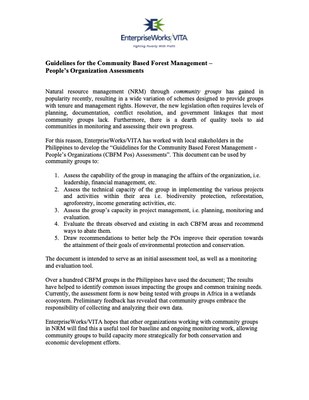 EnterpriseWorks/VITA
Fighting Poverty With Profit
Guidelines for the Community Based Forest Management –
People's Organization Assessments
Natural resource management (NRM) through community groups has gained in
popularity recently, resulting in a wide variation of schemes designed to provide groups
with tenure and management rights. However, the new legislation often requires levels of
planning, documentation, conflict resolution, and government linkages that most
community groups lack. Furthermore, there is a dearth of quality tools to aid
communities in monitoring and assessing their own progress.
For this reason, EnterpriseWorks/VITA has worked with local stakeholders in the
Philippines to develop the "Guidelines for the Community Based Forest Management -
People's Organizations (CBFM Pos) Assessments". This document can be used by
community groups to:
1. Assess the capability of the group in managing the affairs of the organization, i.e.
leadership, financial management, etc.
2. Assess the technical capacity of the group in implementing the various projects
and activities within their area i.e. biodiversity protection, reforestation,
agroforestry, income generating activities, etc.
3. Assess the group's capacity in project management, i.e. planning, monitoring and
evaluation.
4. Evaluate the threats observed and existing in each CBFM areas and recommend
ways to abate them.
5. Draw recommendations to better help the POs improve their operation towards
the attainment of their goals of environmental protection and conservation.
The document is intended to serve as an initial assessment tool, as well as a monitoring
and evaluation tool.
Over a hundred CBFM groups in the Philippines have used the document; The results
have helped to identify common issues impacting the groups and common training needs.
Currently, the assessment form is now being tested with groups in Africa in a wetlands
ecosystem. Preliminary feedback has revealed that community groups embrace the
responsibility of collecting and analyzing their own data.
EnterpriseWorks/VITA hopes that other organizations working with community groups
in NRM will find this a useful tool for baseline and ongoing monitoring work, allowing
community groups to build capacity more strategically for both conservation and
economic development efforts.